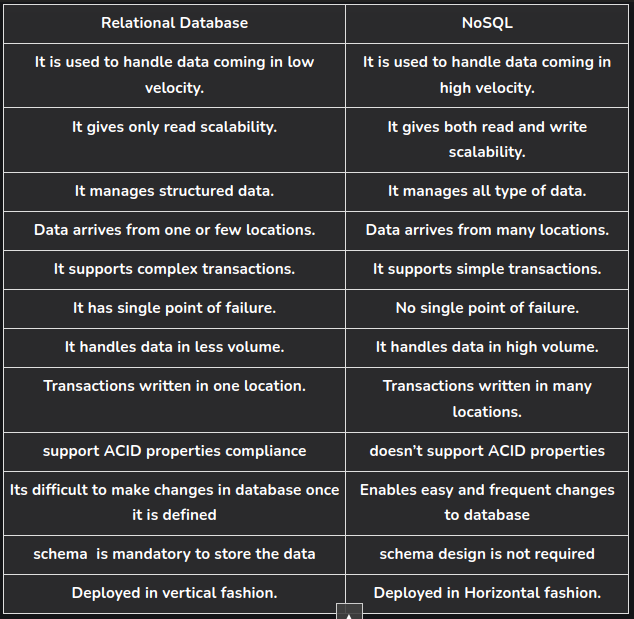 Relational Database
NoSQL
It is used to handle data coming in low
velocity.
It is used to handle data coming in
high velocity.
It gives only read scalability.
It gives both read and write
scalability.
It manages structured data.
It manages all type of data.
Data arrives from one or few locations.
Data arrives from many locations.
It supports complex transactions.
It supports simple transactions.
It has single point of failure.
No single point of failure.
It handles data in less volume.
It handles data in high volume.
Transactions written in one location.
Transactions written in many
locations.
support ACID properties compliance
doesn’t support ACID properties
Its difficult to make changes in database once
it is defined
Enables easy and frequent changes
to database
schema  is mandatory to store the data
schema design is not required
Deployed in vertical fashion.
Deployed in Horizontal fashion.